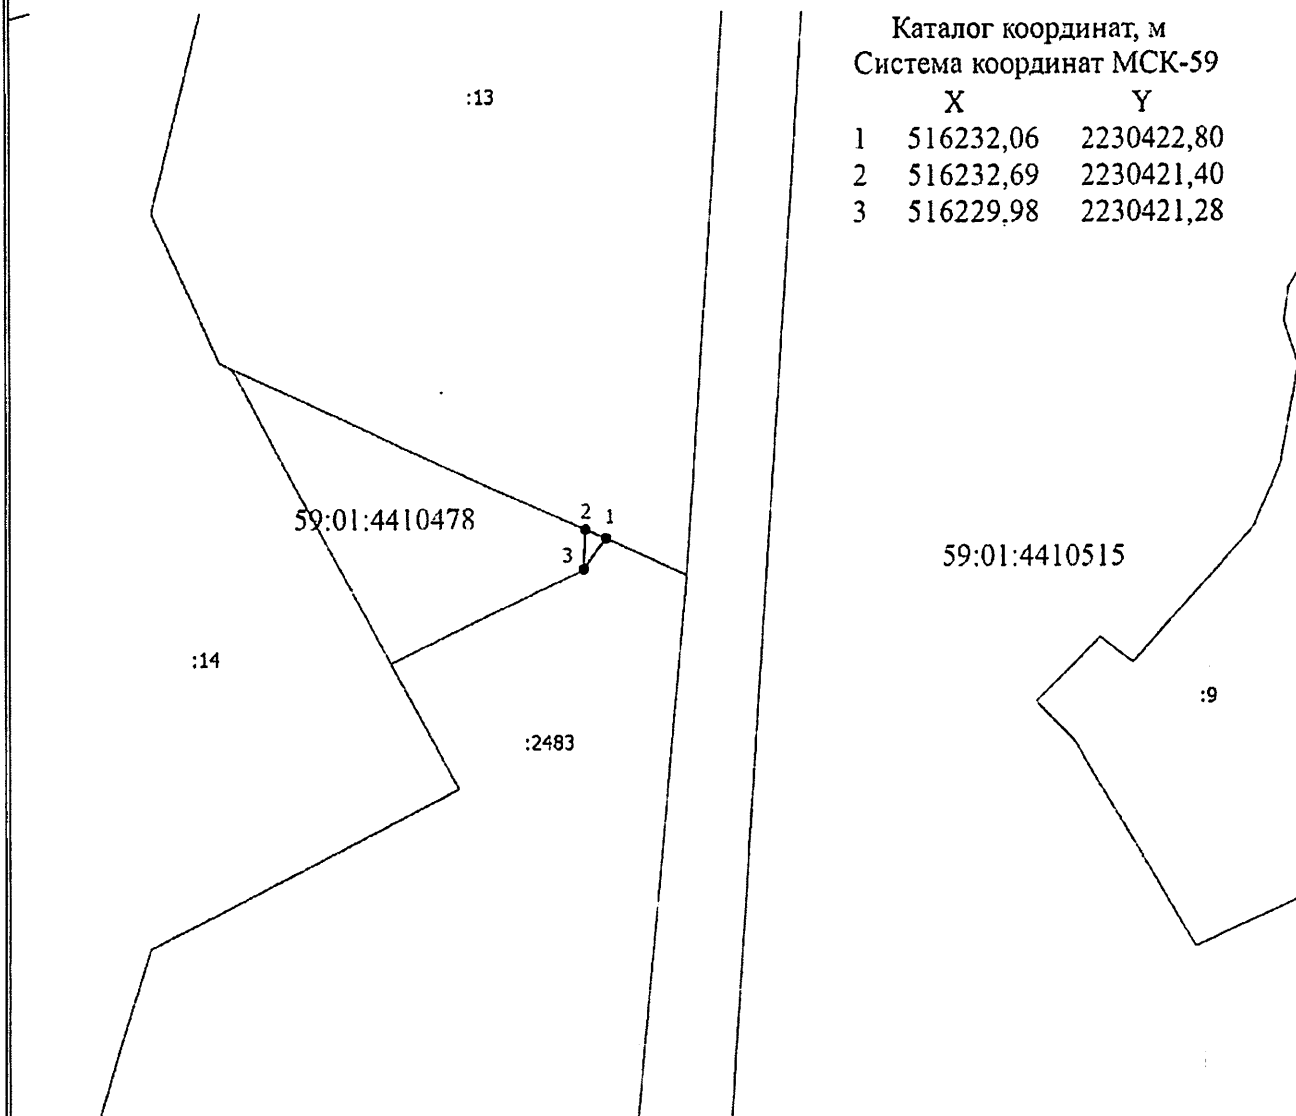 Каталог координат, м
Система координат МСК-59
X Y
1 516232,06 2230422,80
2 516232,69 2230421,40
3 516229,98 2230421,28
:13
59:01:4410478
2 1
3
59:01:4410515
:14
:9
:2483